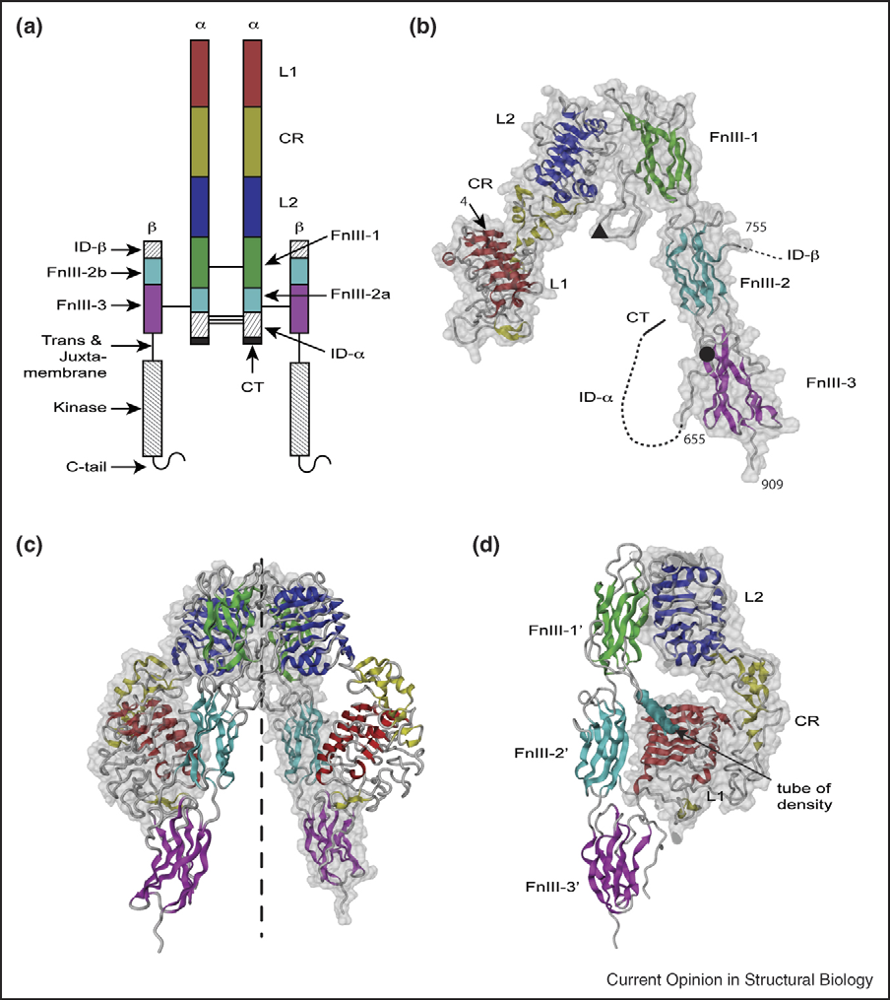 (a)
α α
L1
CR
L2
β β
ID-β
FnIII-1
FnIII-2b
FnIII-2a
FnIII-3
Trans &
Juxta-
membrane
ID-α
CT
Kinase
C-tail
(b)
L2
FnIII-1
CR
4
755
ID-β
L1
FnIII-2
CT
ID-α
FnIII-3
655
909
(c)
(d)
L2
FnIII-1’
CR
FnIII-2’
L1
tube of
density
FnIII-3’
Current Opinion in Structural Biology